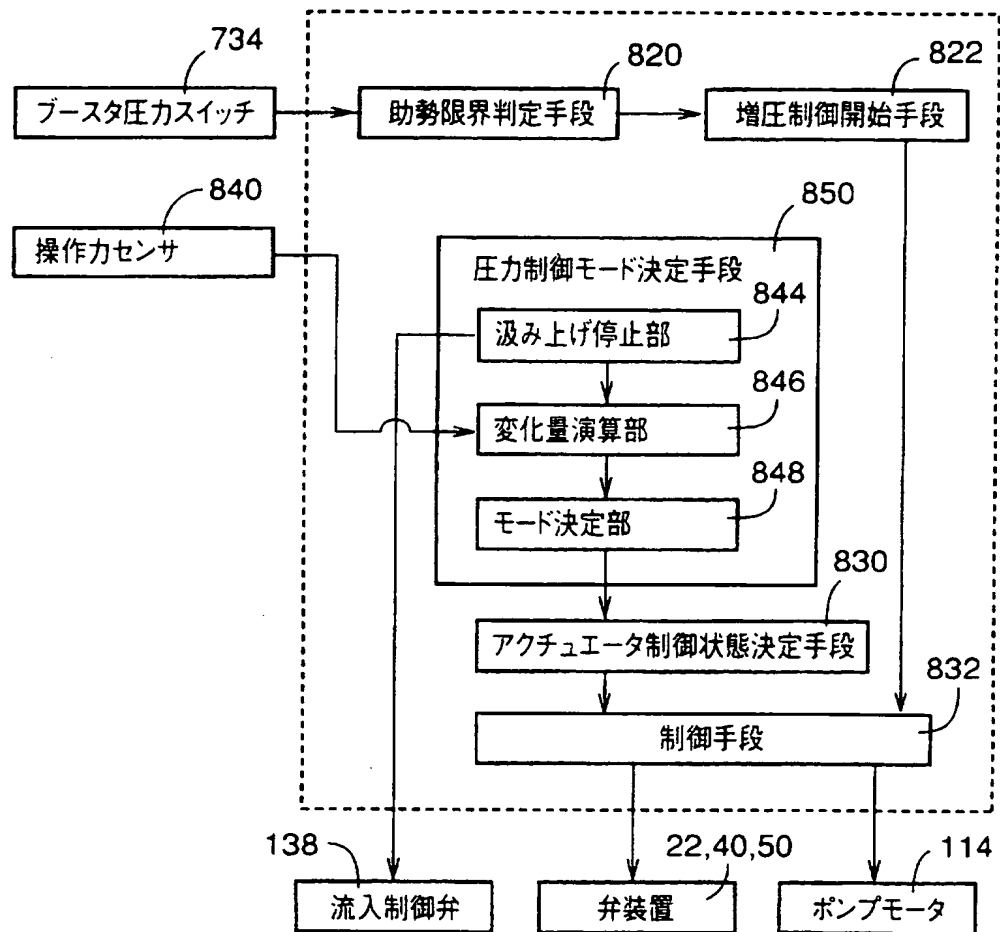 734
820
822
ブースタ圧力スイッチ
助勢限界判定手段
増圧制御開始手段
840
操作力センサ
850
圧力制御モード決定手段
844
汲み上げ停止部
846
変化量演算部
848
モード決定部
830
アクチュエータ制御状態決定手段
832
制御手段
138
22,40,50
114
流入制御弁
弁装置
ポンプモータ